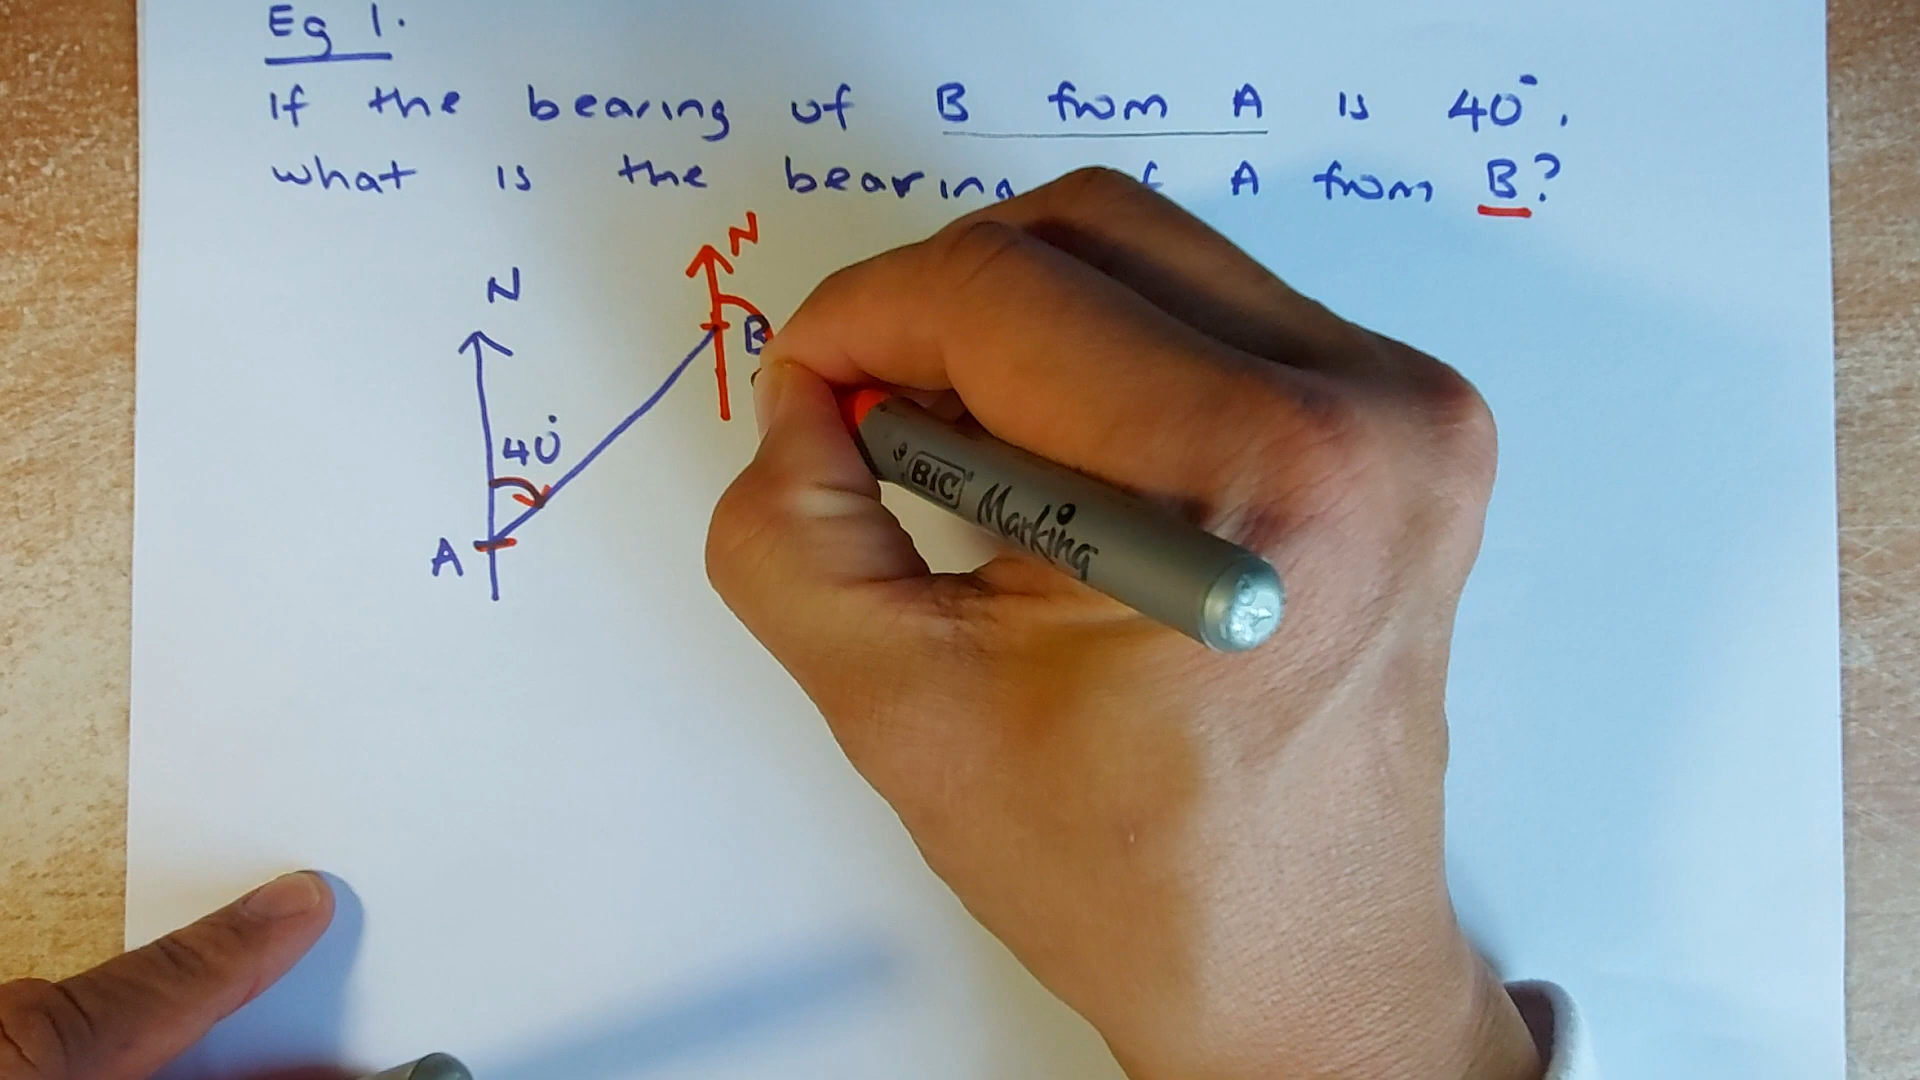 Eg 1.
If the bearing of B from A is 40°.
what is the bearing A from B?
N
N
B
40°
A
BIC Marking